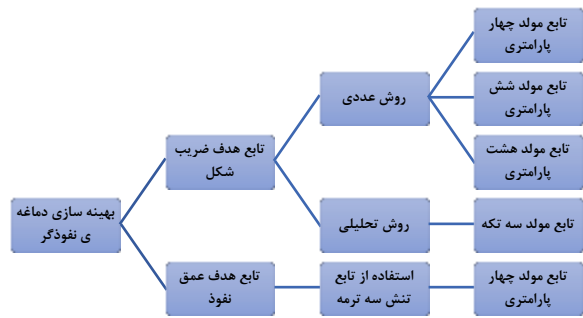 بهینه سازی دماغه
ی نفوذگر
تابع هدف ضریب
شکل
روش عددی
تابع مولد چهار
پارامتری
تابع مولد شش
پارامتری
تابع مولد هشت
پارامتری
روش تحلیلی
تابع مولد سه تکه
تابع هدف عمق
نفوذ
استفاده از تابع
تنش سه ترمه
تابع مولد چهار
پارامتری